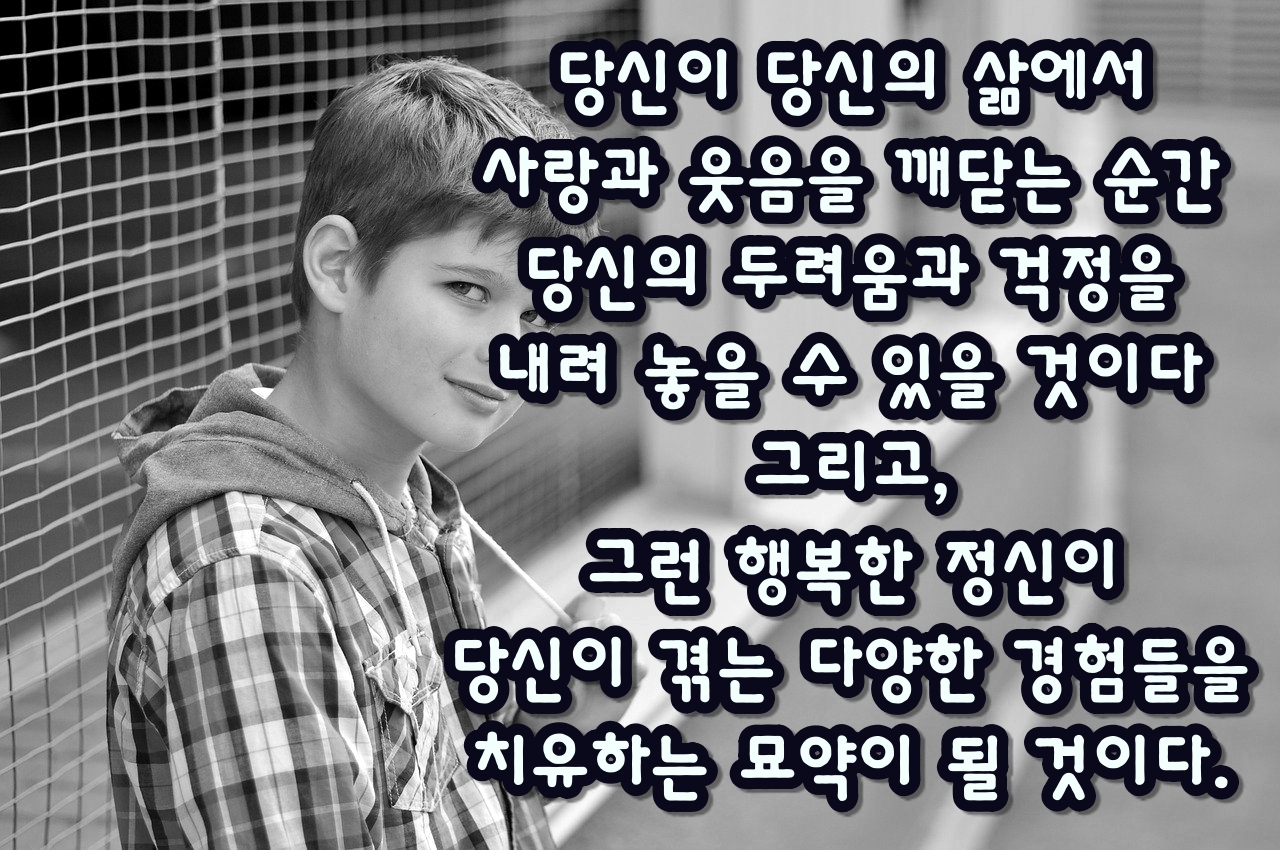 당신이 당신의 삶에서
사랑과 웃음을 깨닫는 순간
당신의 두려움과 걱정을
내려 놓을 수 있을 것이다
그리고,
그런 행복한 정신이
당신이 겪는 다양한 경험들을
치유하는 묘약이 될 것이다.